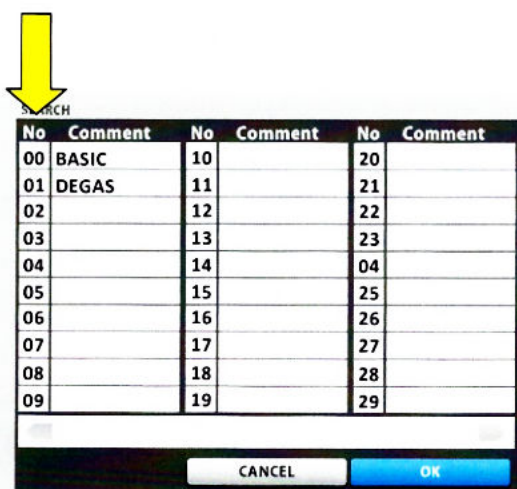 SEARCH
No Comment No Comment No Comment
00 BASIC 10 20
01 DEGAS 11 21
02 12 22
03 13 23
04 14 04
05 15 25
06 16 26
07 17 27
08 18 28
09 19 29
CANCEL OK